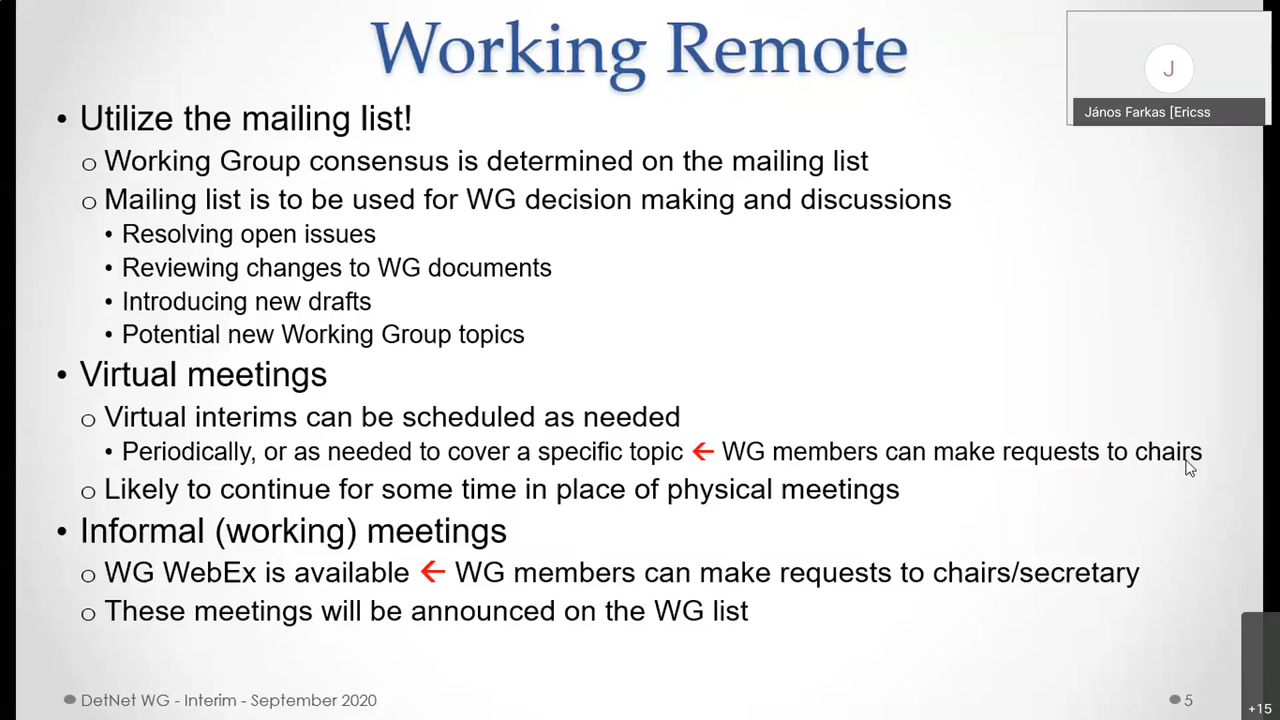 Working Remote
J
János Farkas [Ericss
• Utilize the mailing list!
o Working Group consensus is determined on the mailing list
o Mailing list is to be used for WG decision making and discussions
• Resolving open issues
• Reviewing changes to WG documents
• Introducing new drafts
• Potential new Working Group topics
• Virtual meetings
o Virtual interims can be scheduled as needed
• Periodically, or as needed to cover a specific topic ← WG members can make requests to chairs
o Likely to continue for some time in place of physical meetings
• Informal (working) meetings
o WG WebEx is available ← WG members can make requests to chairs/secretary
o These meetings will be announced on the WG list
● DetNet WG - Interim - September 2020
● 5
+15